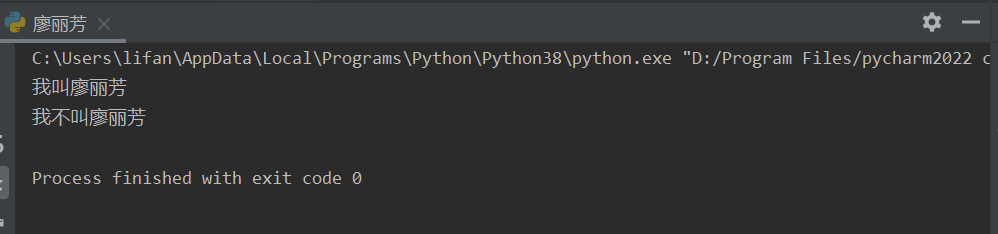 廖丽芳
C:\Users\lifan\AppData\Local\Programs\Python\Python38\python.exe "D:/Program Files/pycharm2022 c
我叫廖丽芳
我不叫廖丽芳
Process finished with exit code 0